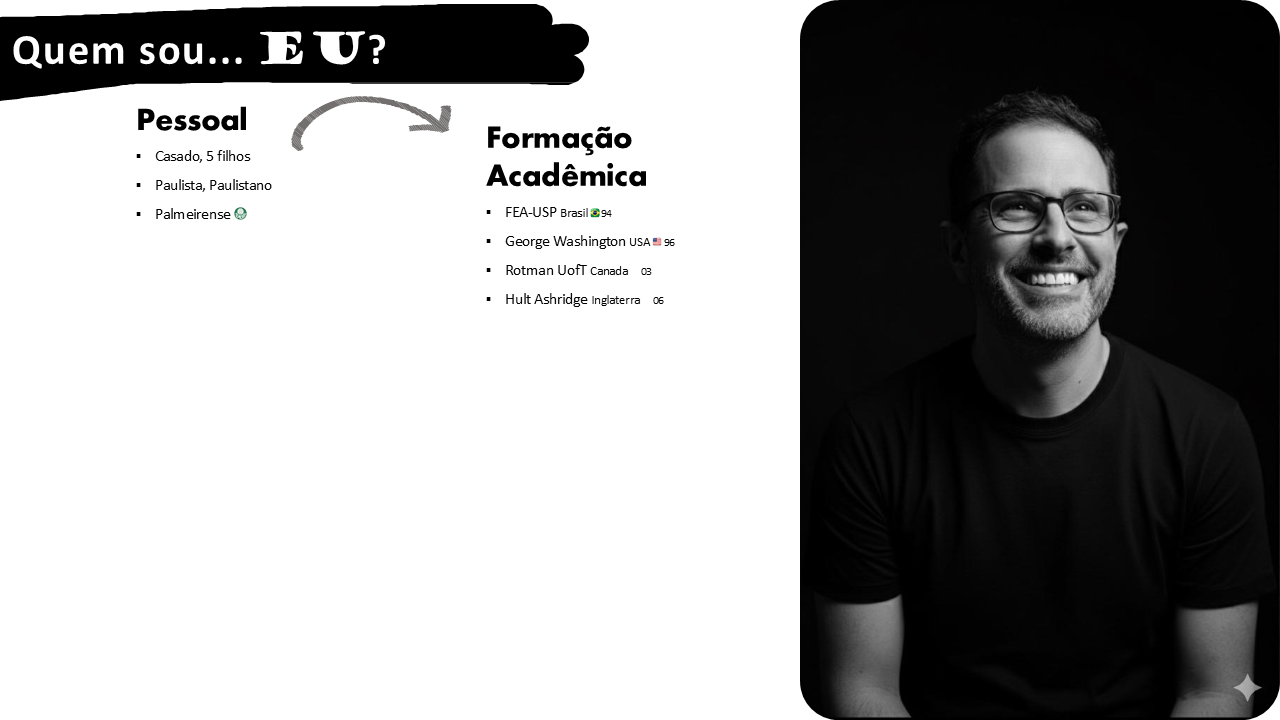 Quem sou... EU?
Pessoal
▪ Casado, 5 filhos
▪ Paulista, Paulistano
▪ Palmeirense
Formação
Acadêmica
▪ FEA-USP Brasil 94
▪ George Washington USA 96
▪ Rotman UofT Canada 03
▪ Hult Ashridge Inglaterra 06